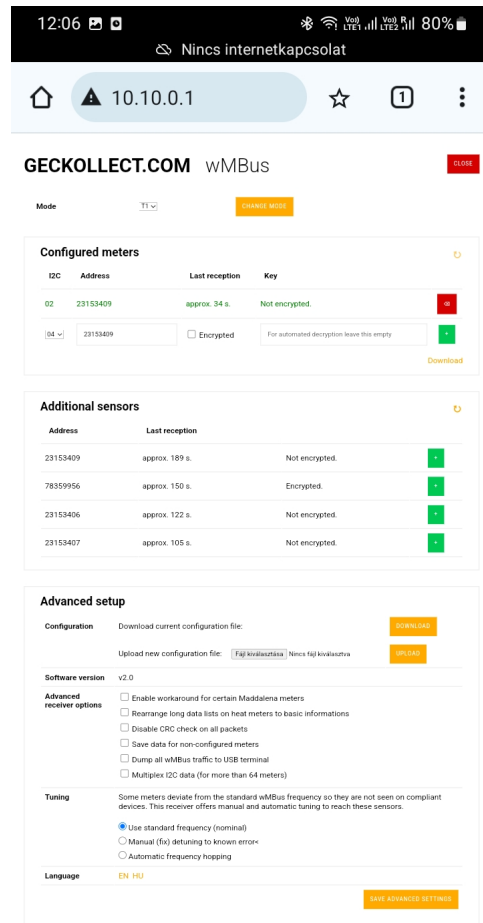 12:06 Vo)) LTE1 Vo)) R LTE2 80%
Nincs internetkapcsolat
10.10.0.1 1
GECKOLLECT.COM wMBus CLOSE
Mode T1 CHANGE MODE
Configured meters
I2C Address Last reception Key
02 23153409 approx. 34 s. Not encrypted.
04 23153409 Encrypted For automated decryption leave this empty +
Download
Additional sensors
Address Last reception
23153409 approx. 189 s. Not encrypted. +
78359956 approx. 150 s. Encrypted. +
23153406 approx. 122 s. Not encrypted. +
23153407 approx. 105 s. Not encrypted. +
Advanced setup
Configuration Download current configuration file: DOWNLOAD
Upload new configuration file: Fájl kiválasztása Nincs fájl kiválasztva UPLOAD
Software version v2.0
Advanced receiver options
Enable workaround for certain Maddalena meters
Rearrange long data lists on heat meters to basic informations
Disable CRC check on all packets
Save data for non-configured meters
Dump all wMBus traffic to USB terminal
Multiplex I2C data (for more than 64 meters)
Tuning Some meters deviate from the standard wMBus frequency so they are not seen on compliant
devices. This receiver offers manual and automatic tuning to reach these sensors.
Use standard frequency (nominal)
Manual (fix) detuning to known error<
Automatic frequency hopping
Language EN HU
SAVE ADVANCED SETTINGS